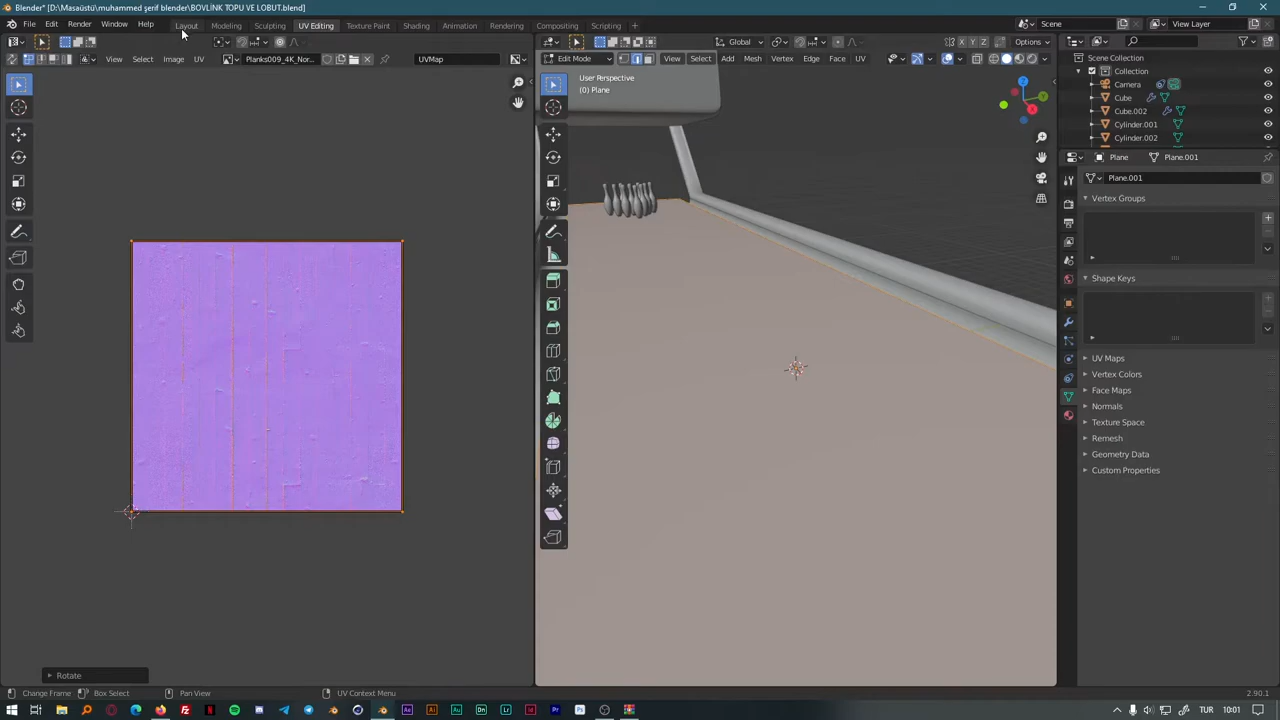 Blender* [D:\Masaüstü\muhammed şerif blender\BOVLİNK TOPU VE LOBUT.blend]
File Edit Render Window Help Layout Modeling Sculpting UV Editing Texture Paint Shading Animation Rendering Compositing Scripting + Scene View Layer
Global Options
View Select Image UV Planks009_4K_Nor... UVMap Edit Mode View Select Add Mesh Vertex Edge Face UV
User Perspective
(0) Plane
Scene Collection
Collection
Camera
Cube
Cube.002
Cylinder.001
Cylinder.002
Plane Plane.001
Plane.001
Vertex Groups
Shape Keys
UV Maps
Vertex Colors
Face Maps
Normals
Texture Space
Remesh
Geometry Data
Custom Properties
X Y Z
Rotate
Change Frame Box Select Pan View UV Context Menu 2.90.1
TUR 10:01